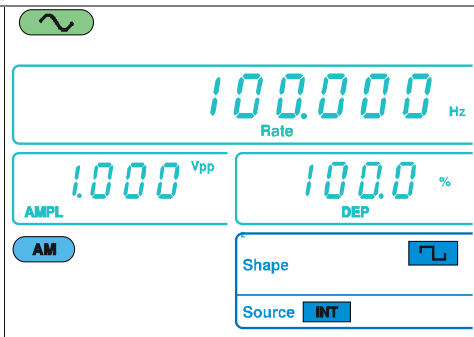 100.000 Hz
Rate
1.000 Vpp
AMPL
100.0 %
DEP
AM
Shape
Source INT